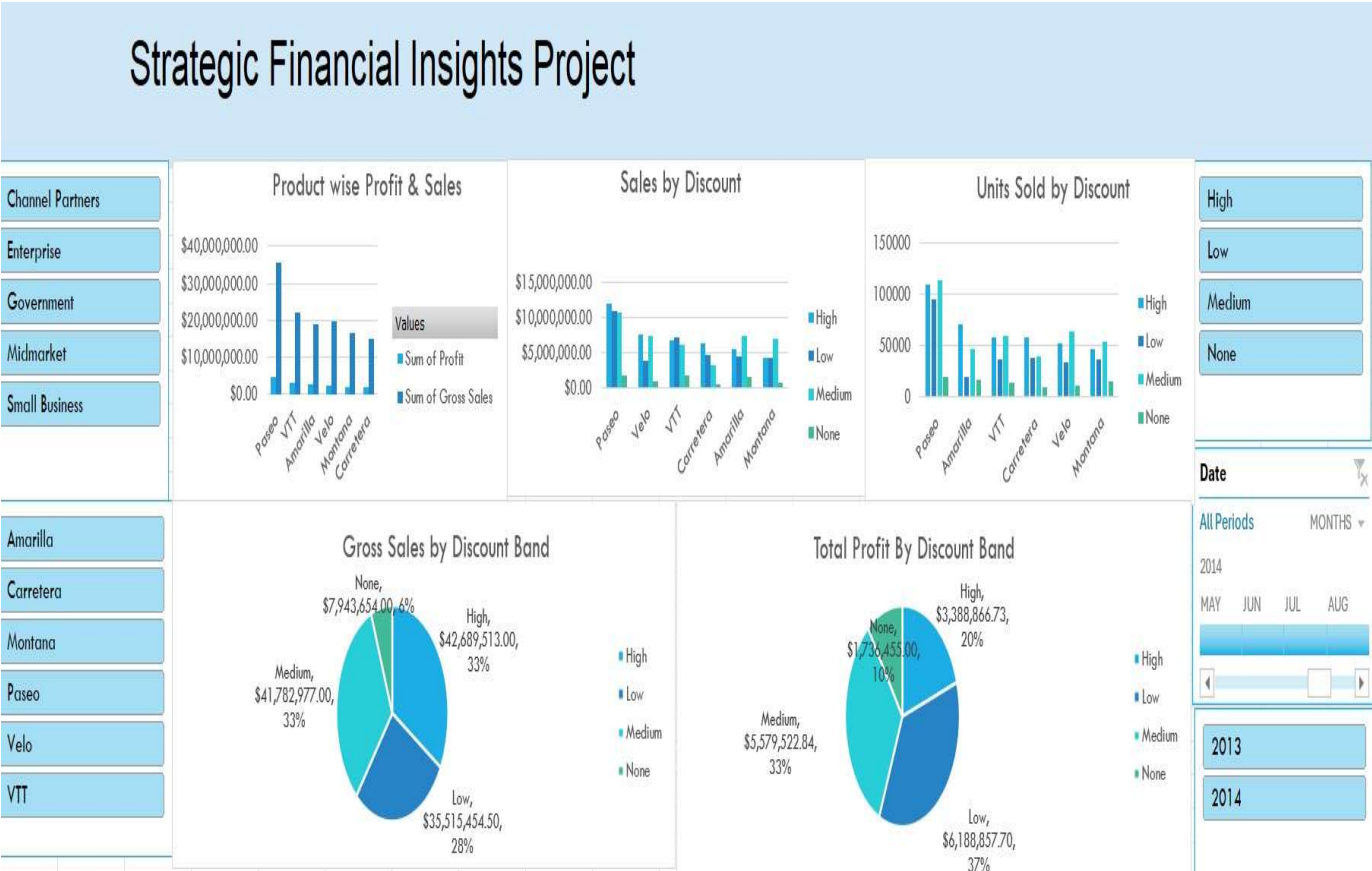 Strategic Financial Insights Project
Channel Partners
Enterprise
Government
Midmarket
Small Business
Product wise Profit & Sales
$40,000,000.00
$30,000,000.00
$20,000,000.00
$10,000,000.00
$0.00
Paseo
VTT
Amarilla
Velo
Montana
Carretera
Values
Sum of Profit
Sum of Gross Sales
Sales by Discount
$15,000,000.00
$10,000,000.00
$5,000,000.00
$0.00
Paseo
Velo
VTT
Carretera
Amarilla
Montana
High
Low
Medium
None
Units Sold by Discount
150000
100000
50000
0
Paseo
Amarilla
VTT
Carretera
Velo
Montana
High
Low
Medium
None
High
Low
Medium
None
Amarilla
Carretera
Montana
Paseo
Velo
VTT
Gross Sales by Discount Band
None,
$7,943,654.00, 6%
High,
$42,689,513.00,
33%
Medium,
$41,782,977.00,
33%
Low,
$35,515,454.50,
28%
High
Low
Medium
None
Total Profit By Discount Band
High,
$3,388,866.73,
20%
None,
$1,736,455.00,
10%
Medium,
$5,579,522.84,
33%
Low,
$6,188,857.70,
37%
High
Low
Medium
None
Date
All Periods MONTHS
2014
MAY JUN JUL AUG
2013
2014